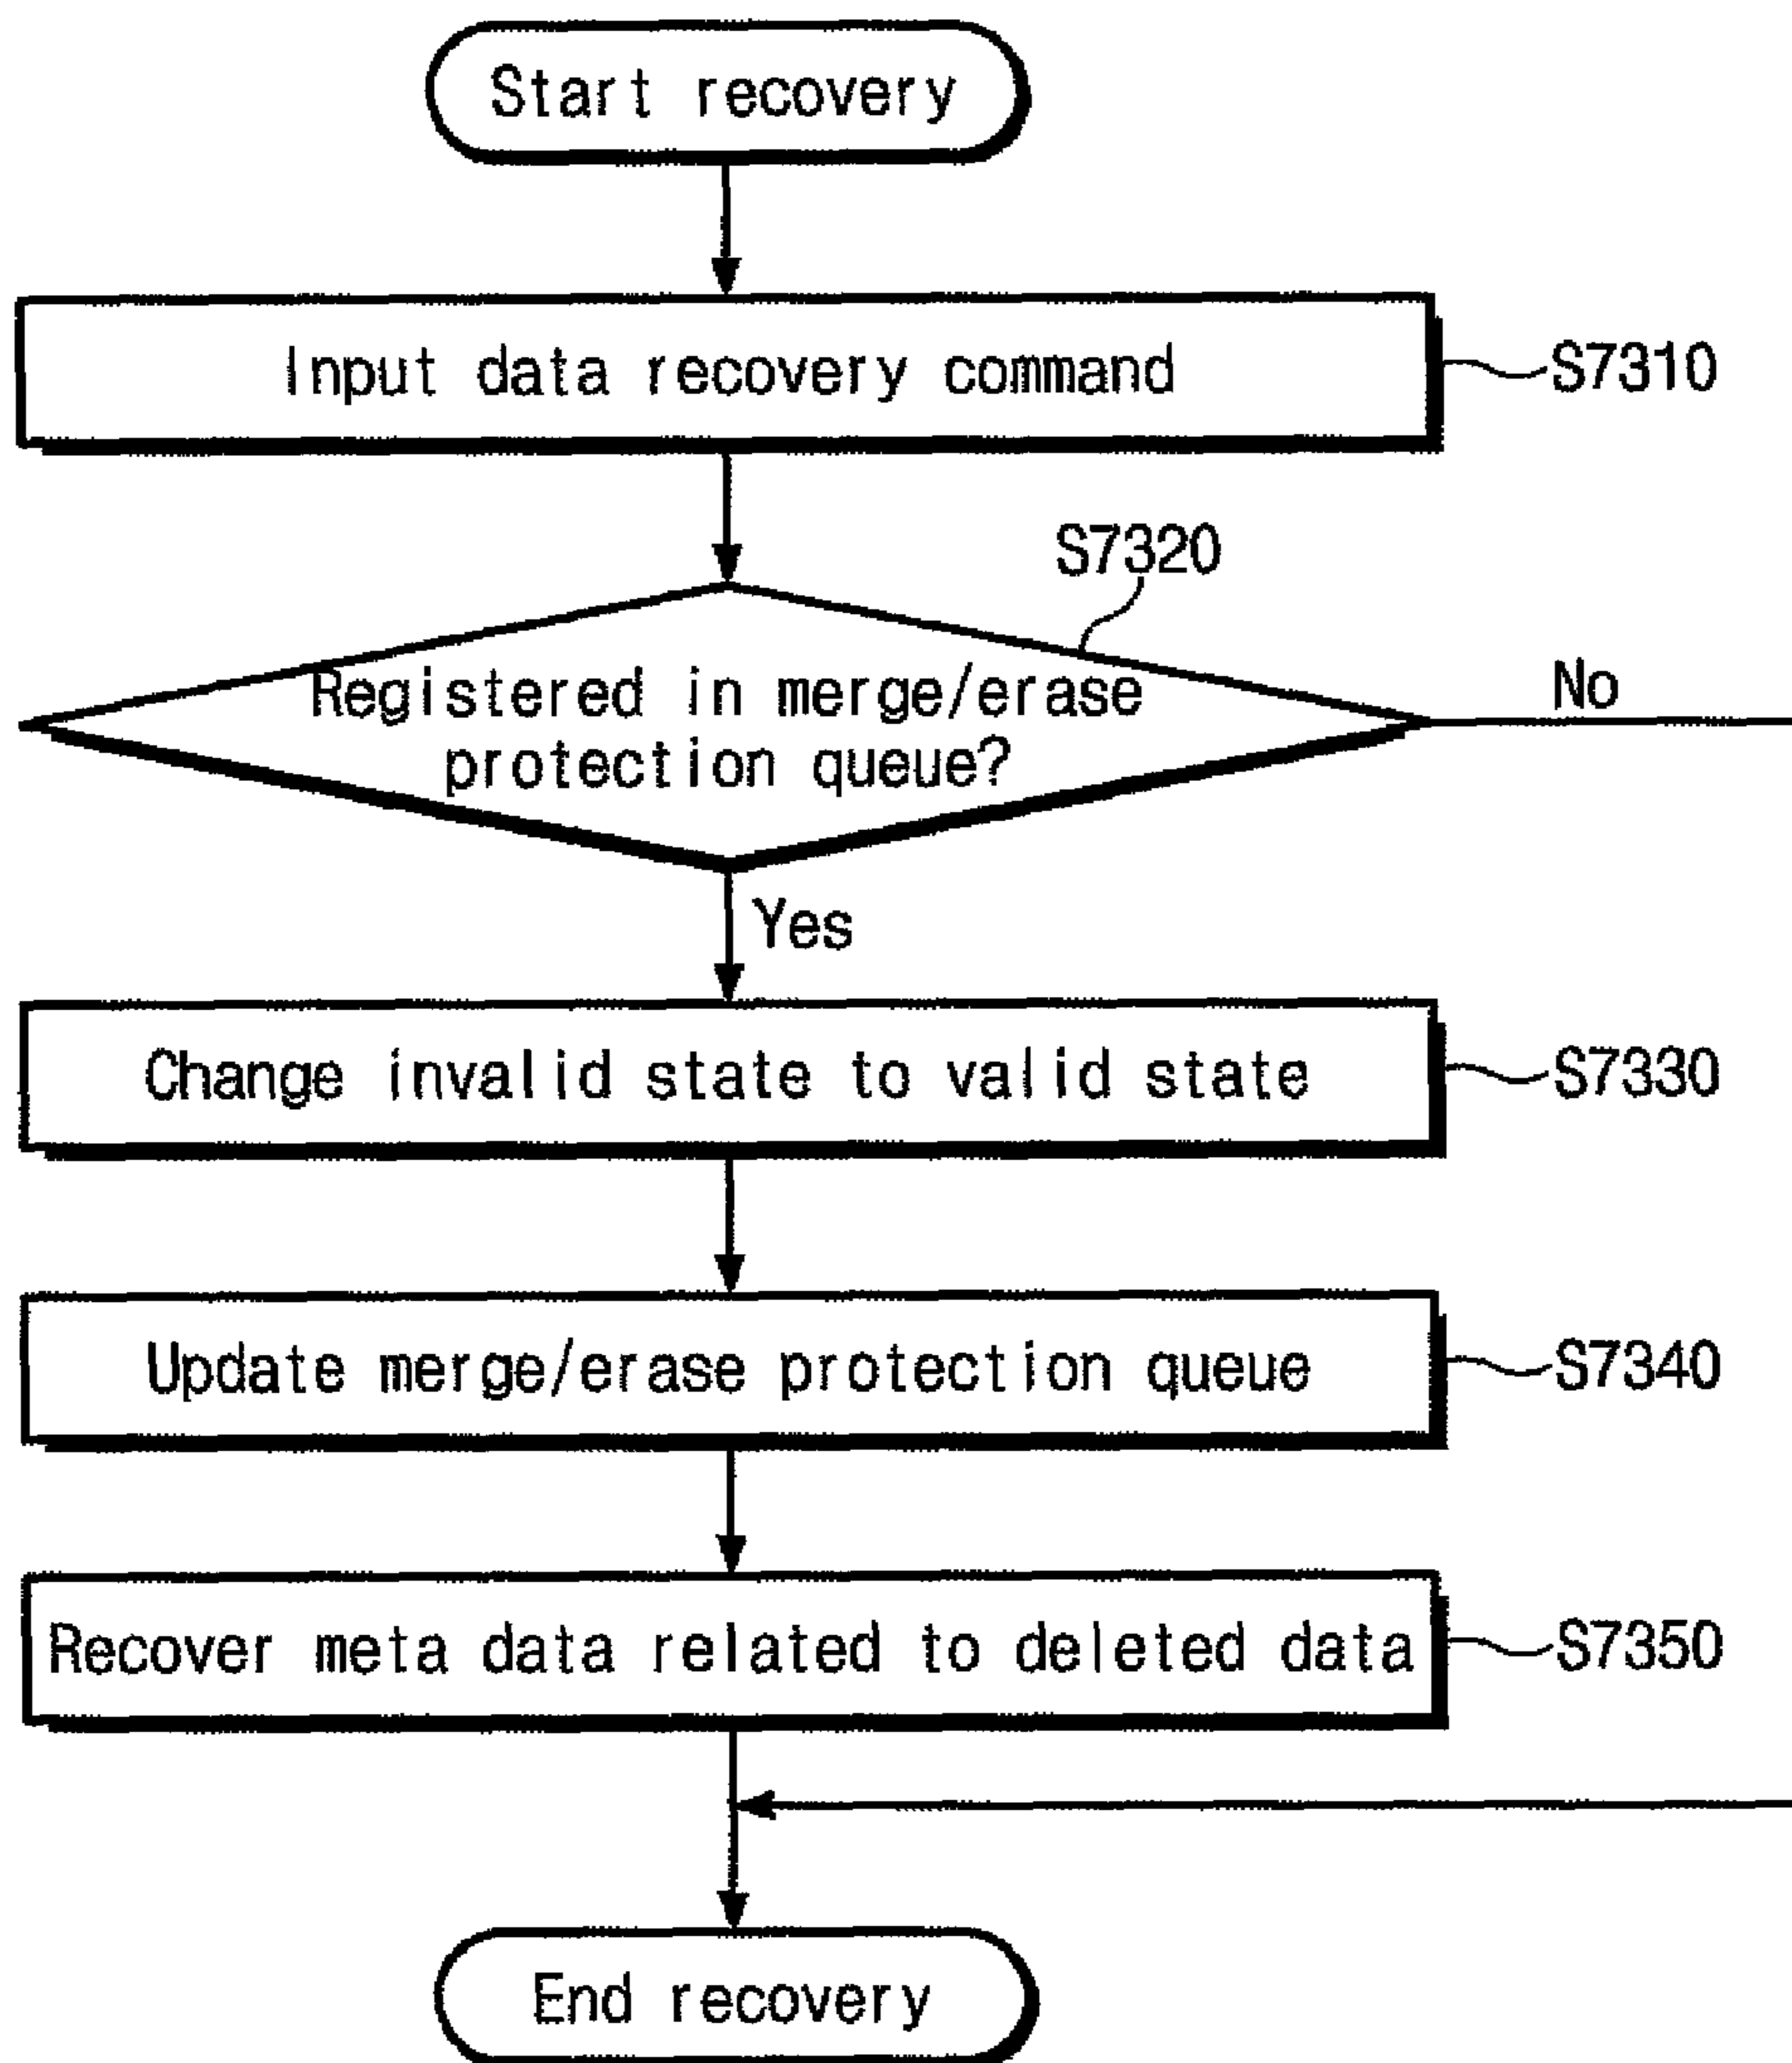 Start recovery
Input data recovery command
S7310
S7320
Registered in merge/erase
protection queue?
No
Yes
Change invalid state to valid state
S7330
Update merge/erase protection queue
S7340
Recover meta data related to deleted data
S7350
End recovery